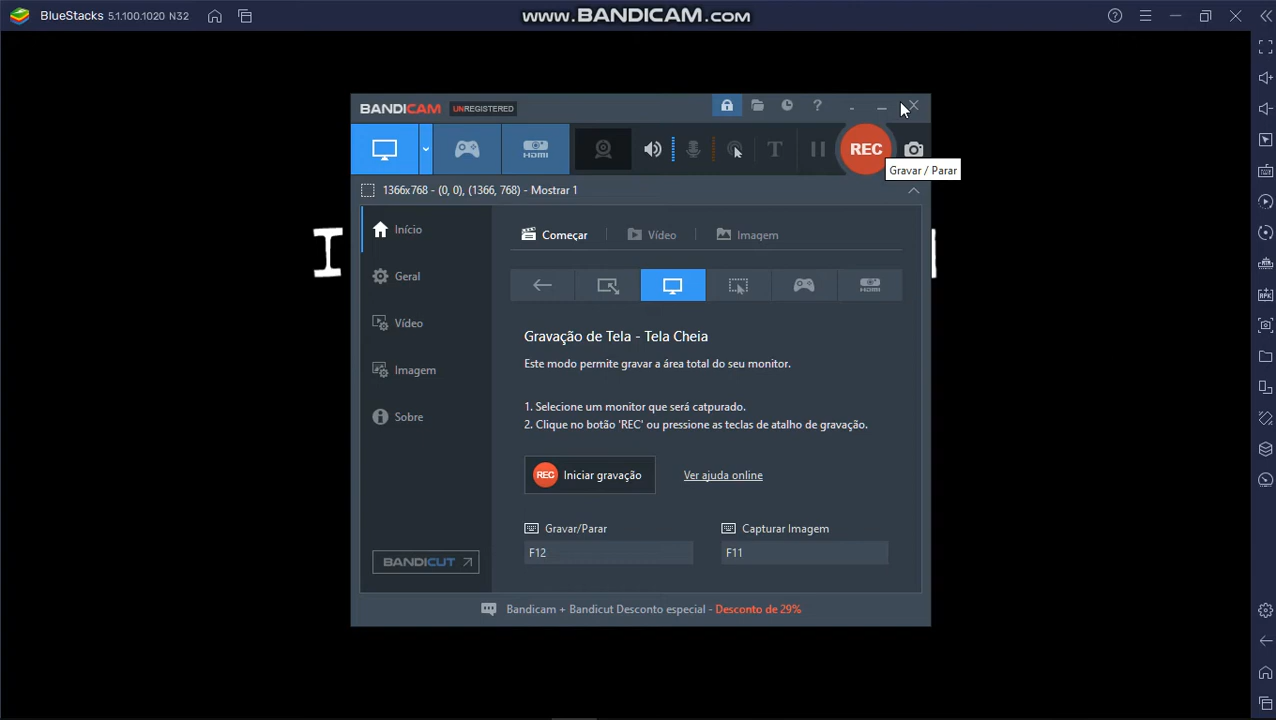 BlueStacks 5.1.100.1020 N32
www.BANDICAM.com
BANDICAM UNREGISTERED
HDMI
T
REC
Gravar / Parar
1366x768 - (0, 0), (1366, 768) - Mostrar 1
Início
Geral
Vídeo
Imagem
Sobre
BANDICUT
Começar
Vídeo
Imagem
Gravação de Tela - Tela Cheia
Este modo permite gravar a área total do seu monitor.
1. Selecione um monitor que será catpurado.
2. Clique no botão 'REC' ou pressione as teclas de atalho de gravação.
REC Iniciar gravação
Ver ajuda online
Gravar/Parar
Capturar Imagem
F12
F11
Bandicam + Bandicut Desconto especial - Desconto de 29%
I